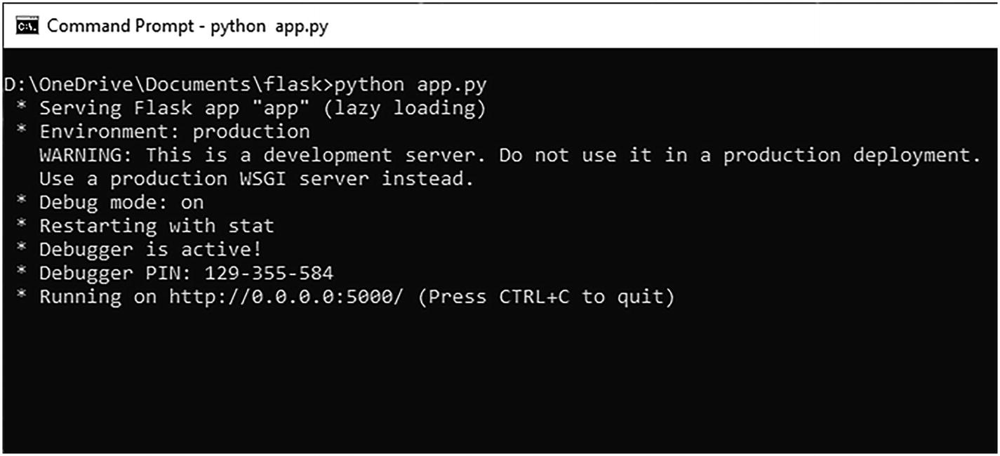 C:\.
Command Prompt - python app.py
D:\OneDrive\Documents\flask>python app.py
* Serving Flask app "app" (lazy loading)
* Environment: production
WARNING: This is a development server. Do not use it in a production deployment.
Use a production WSGI server instead.
* Debug mode: on
* Restarting with stat
* Debugger is active!
* Debugger PIN: 129-355-584
* Running on http://0.0.0.0:5000/ (Press CTRL+C to quit)